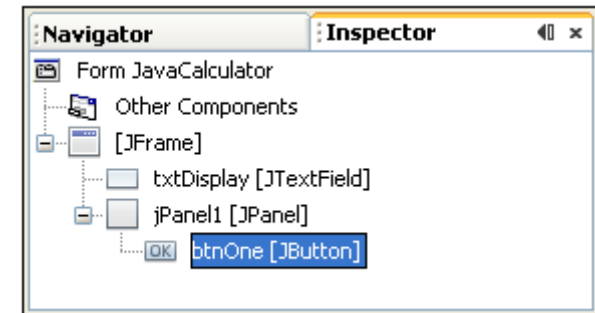 Navigator Inspector
Form JavaCalculator
Other Components
[JFrame]
txtDisplay [JTextField]
jPanel1 [JPanel]
OK btnOne [JButton]